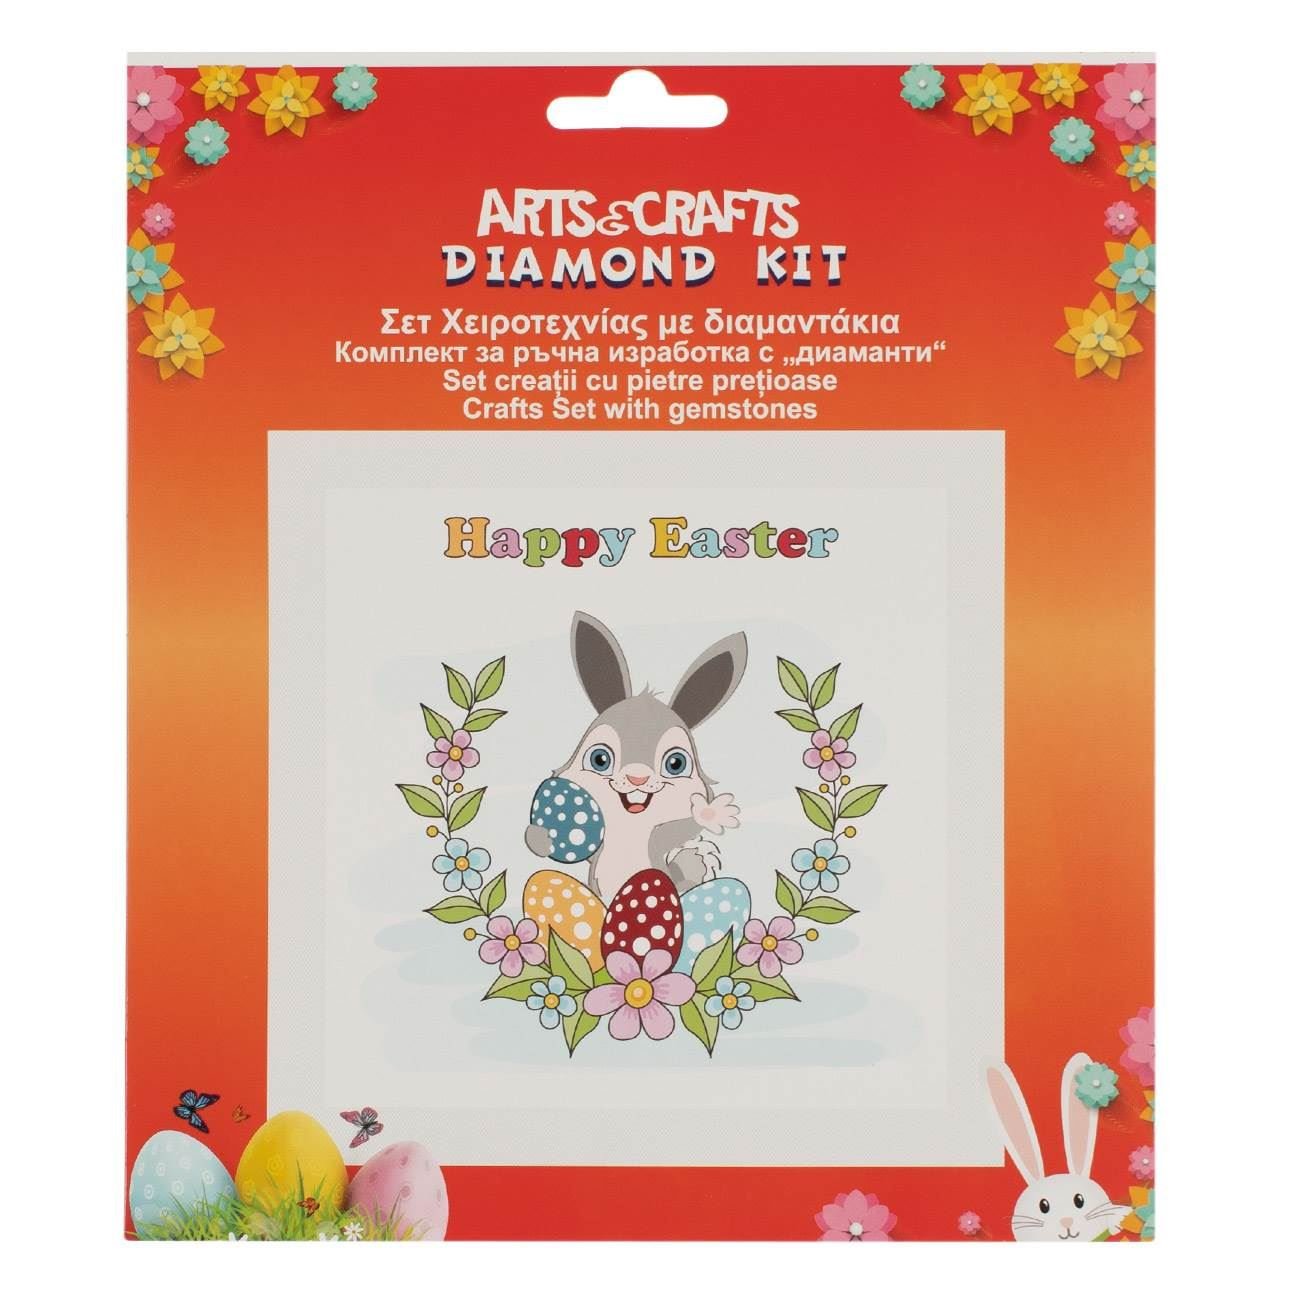 ARTS&CRAFTS
DIAMOND KIT
Σετ Χειροτεχνίας με διαμαντάκια
Комплект за ръчна изработка с „диаманти“
Set creații cu pietre prețioase
Crafts Set with gemstones
Happy Easter